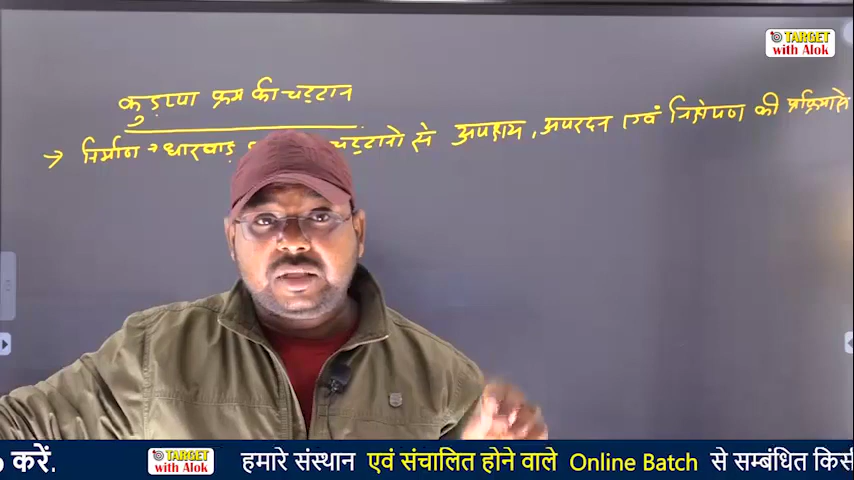 TARGET
with Alok
कुड़प्पा क्रम की चट्टान
→ निर्माण → धारवाड़ चट्टानो से अपक्षय, अपरदन एवं निक्षेपण की प्रक्रिया से
करें. TARGET with Alok हमारे संस्थान एवं संचालित होने वाले Online Batch से सम्बंधित किसी